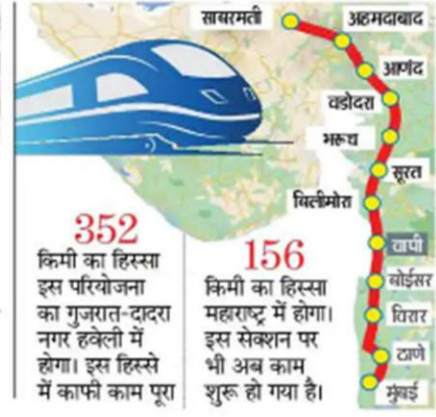 साबरमती
अहमदाबाद
आणंद
वडोदरा
भरूच
सूरत
बिलीमोरा
वापी
बोईसर
विरार
ठाणे
मुंबई
352
किमी का हिस्सा
इस परियोजना
का गुजरात-दादरा
नगर हवेली में
होगा। इस हिस्से
में काफी काम पूरा
156
किमी का हिस्सा
महाराष्ट्र में होगा।
इस सेक्शन पर
भी अब काम
शुरू हो गया है।